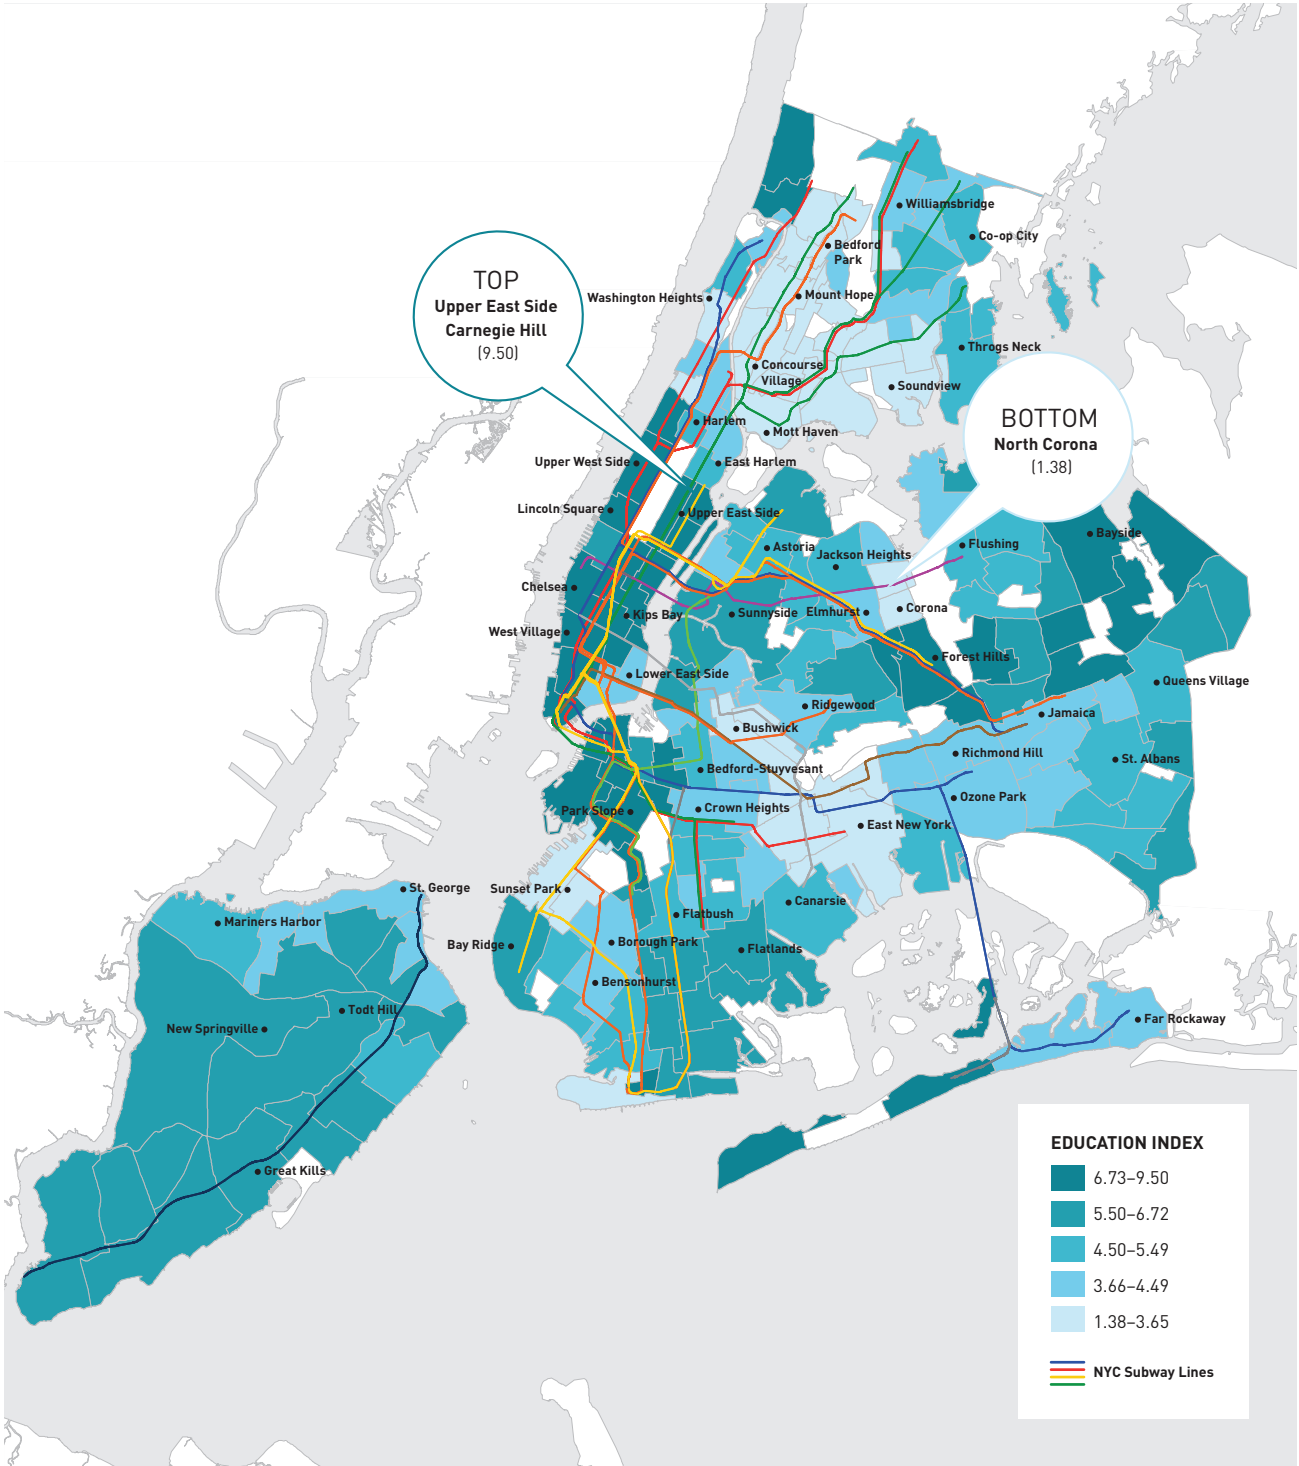 Williamsbridge
Co-op City
Bedford
Park
TOP
Upper East Side
Carnegie Hill
(9.50)
Washington Heights
Mount Hope
Throgs Neck
Concourse
Village
Soundview
BOTTOM
North Corona
(1.38)
Harlem
Mott Haven
Upper West Side
East Harlem
Lincoln Square
Upper East Side
Bayside
Astoria
Jackson Heights
Flushing
Chelsea
Kips Bay
Sunnyside
Elmhurst
Corona
West Village
Forest Hills
Lower East Side
Queens Village
Ridgewood
Jamaica
Bushwick
Richmond Hill
St. Albans
Bedford-Stuyvesant
Ozone Park
Park Slope
Crown Heights
East New York
St. George
Sunset Park
Canarsie
Mariners Harbor
Flatbush
Bay Ridge
Borough Park
Flatlands
Bensonhurst
Todt Hill
New Springville
Far Rockaway
Great Kills
EDUCATION INDEX
6.73–9.50
5.50–6.72
4.50–5.49
3.66–4.49
1.38–3.65
NYC Subway Lines